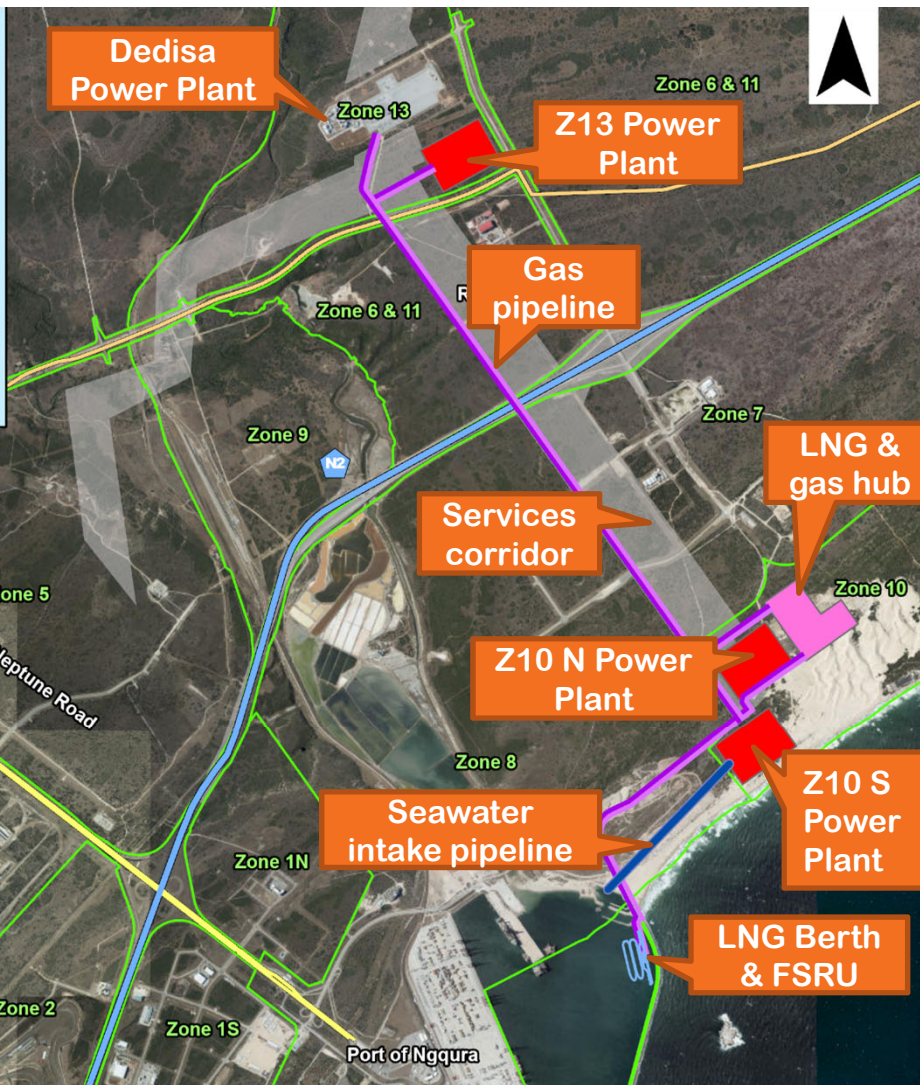 Dedisa
Power Plant
Zone 13
Zone 6 & 11
Z13 Power
Plant
Gas
pipeline
R
Zone 6 & 11
Zone 7
Zone 9
N2
LNG &
gas hub
Services
corridor
one 5
Zone 10
Neptune Road
Z10 N Power
Plant
Zone 8
Z10 S
Power
Plant
Seawater
intake pipeline
Zone 1N
LNG Berth
& FSRU
Zone 2
Zone 1S
Port of Ngqura